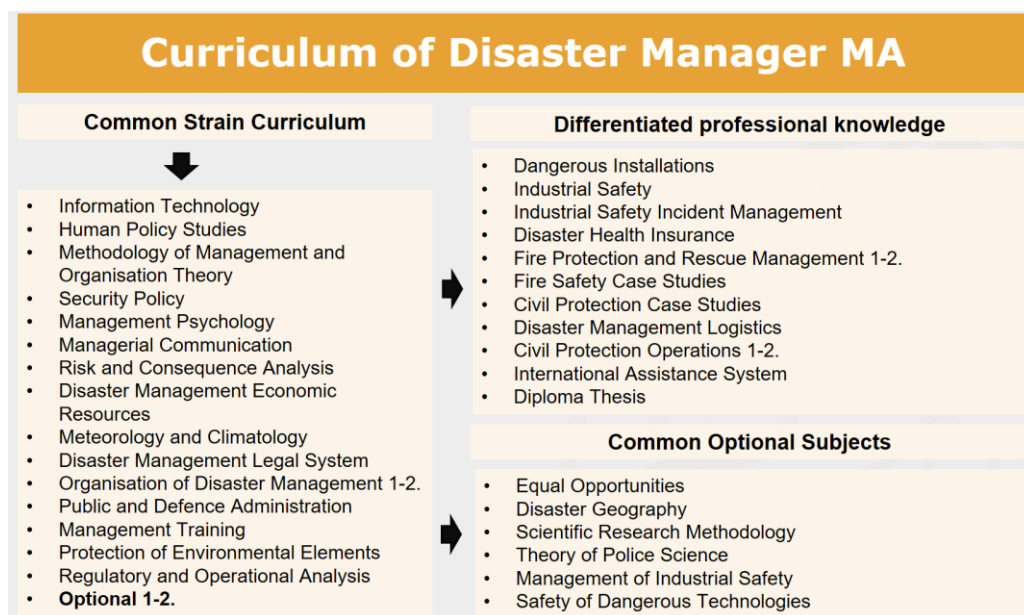 Curriculum of Disaster Manager MA
Common Strain Curriculum
• Information Technology
• Human Policy Studies
• Methodology of Management and
Organisation Theory
• Security Policy
• Management Psychology
• Managerial Communication
• Risk and Consequence Analysis
• Disaster Management Economic
Resources
• Meteorology and Climatology
• Disaster Management Legal System
• Organisation of Disaster Management 1-2.
• Public and Defence Administration
• Management Training
• Protection of Environmental Elements
• Regulatory and Operational Analysis
• Optional 1-2.
Differentiated professional knowledge
• Dangerous Installations
• Industrial Safety
• Industrial Safety Incident Management
• Disaster Health Insurance
• Fire Protection and Rescue Management 1-2.
• Fire Safety Case Studies
• Civil Protection Case Studies
• Disaster Management Logistics
• Civil Protection Operations 1-2.
• International Assistance System
• Diploma Thesis
Common Optional Subjects
• Equal Opportunities
• Disaster Geography
• Scientific Research Methodology
• Theory of Police Science
• Management of Industrial Safety
• Safety of Dangerous Technologies